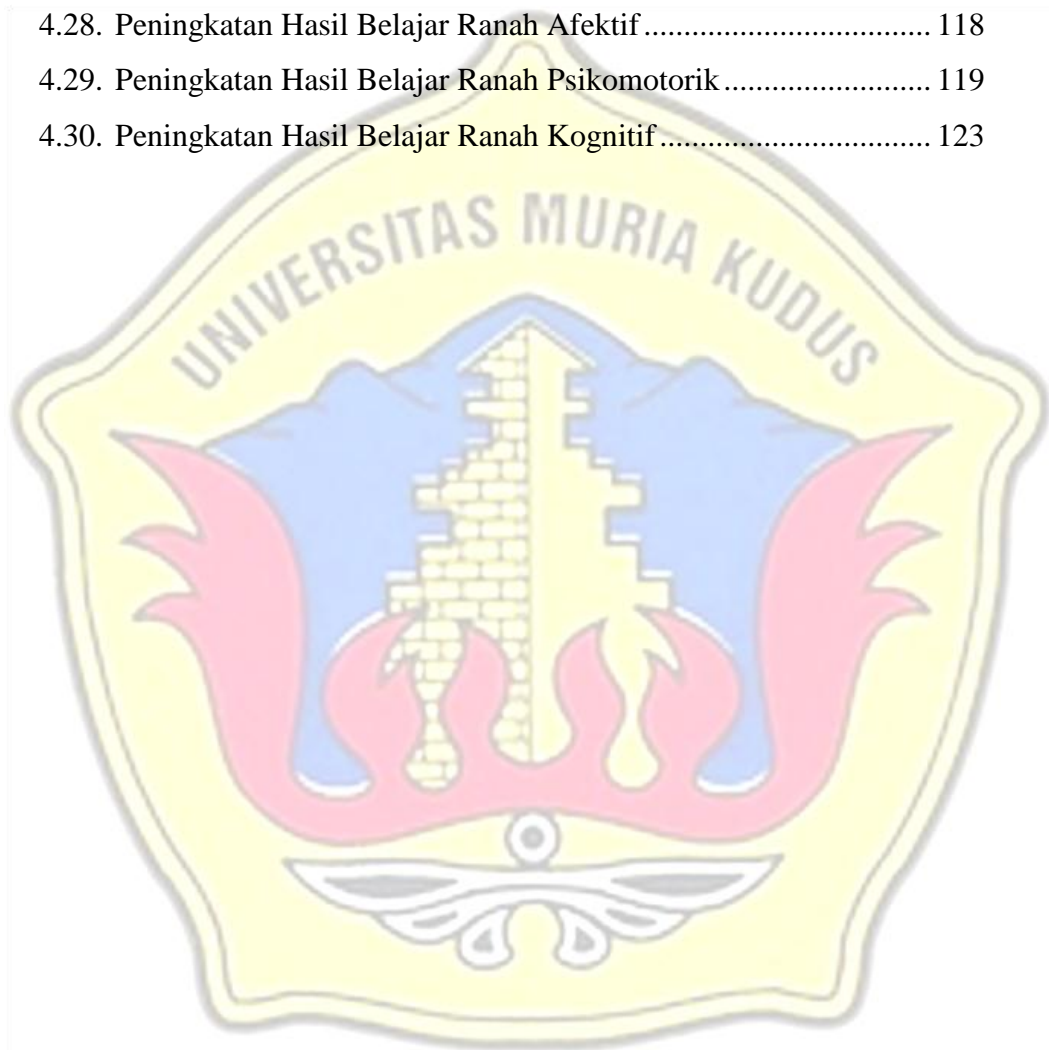 4.28. Peningkatan Hasil Belajar Ranah Afektif ................................... 118
4.29. Peningkatan Hasil Belajar Ranah Psikomotorik ......................... 119
4.30. Peningkatan Hasil Belajar Ranah Kognitif ................................. 123
UNIVERSITAS MURIA KUDUS